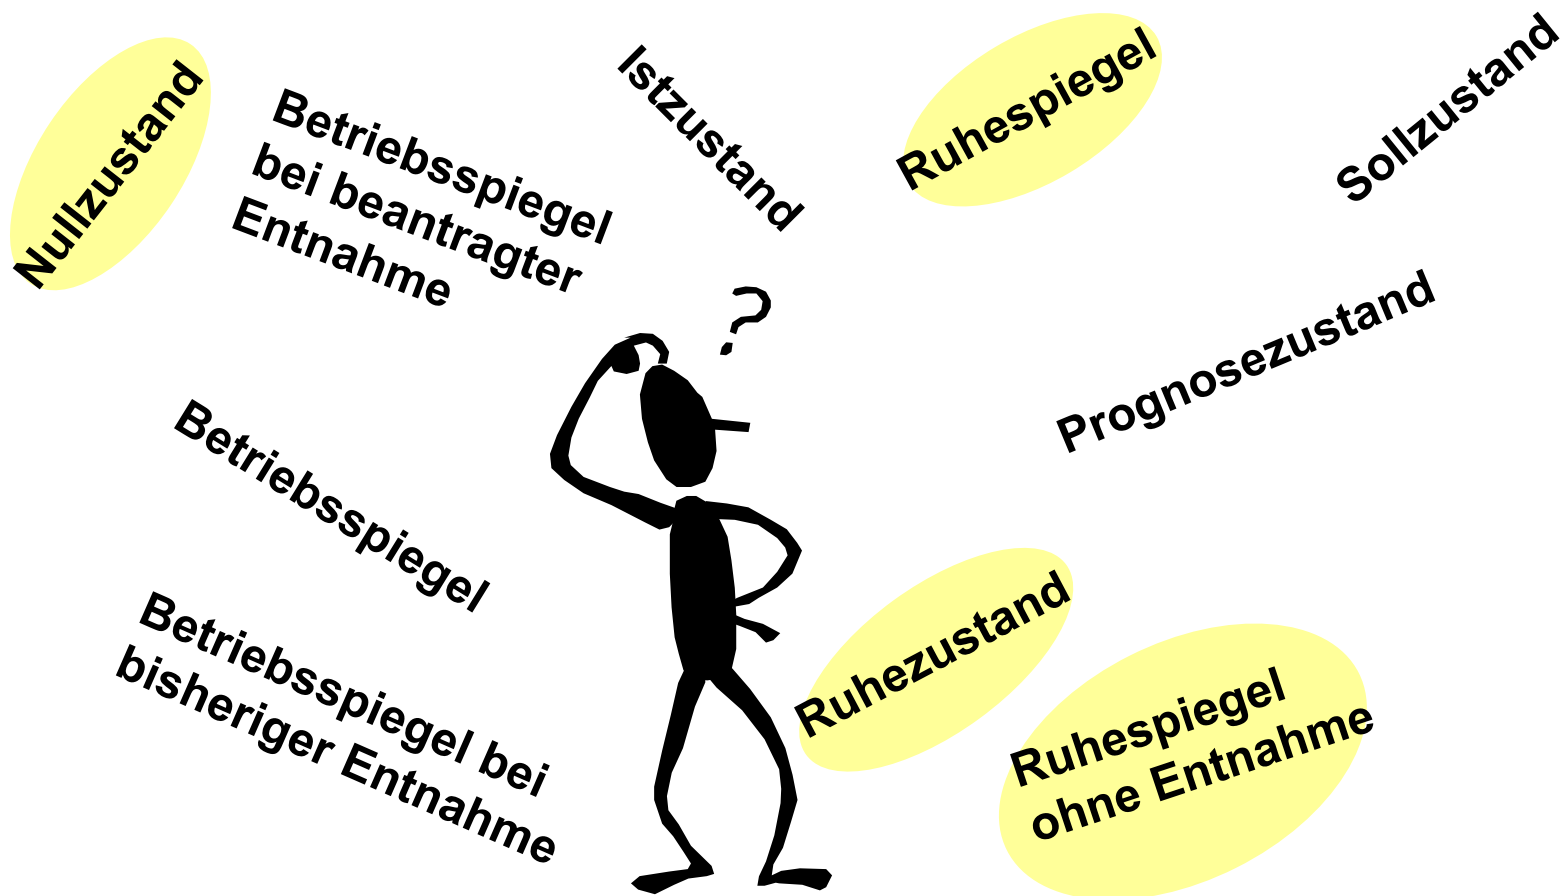 Nullzustand
Betriebsspiegel
bei beantragter
Entnahme
Istzustand
Ruhespiegel
Sollzustand
?
Prognosezustand
Betriebsspiegel
Betriebsspiegel bei
bisheriger Entnahme
Ruhezustand
Ruhespiegel
ohne Entnahme